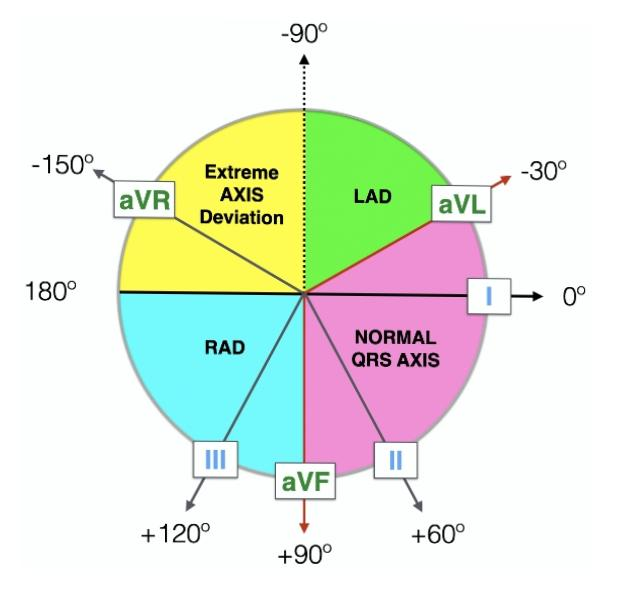 -90°
-150°
aVR
Extreme
AXIS
Deviation
LAD
aVL
-30°
180°
I
0°
RAD
NORMAL
QRS AXIS
III
aVF
II
+120°
+90°
+60°